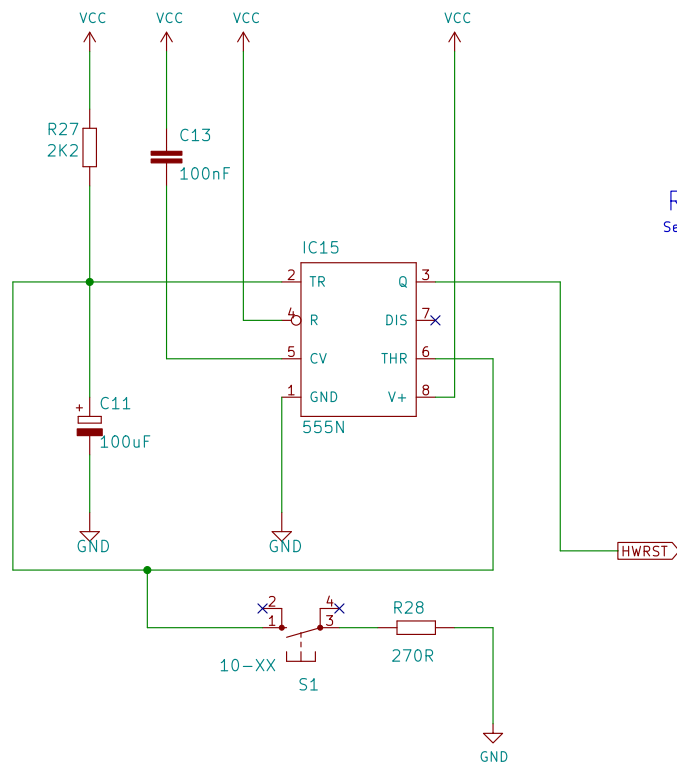 VCC VCC VCC VCC
R27
2K2
C13
100nF
IC15
2 TR Q 3
4 R DIS 7
5 CV THR 6
1 GND V+ 8
555N
+ C11
100uF
GND GND
HWRST
2 4
1 3
R28
10-XX
270R
S1
GND